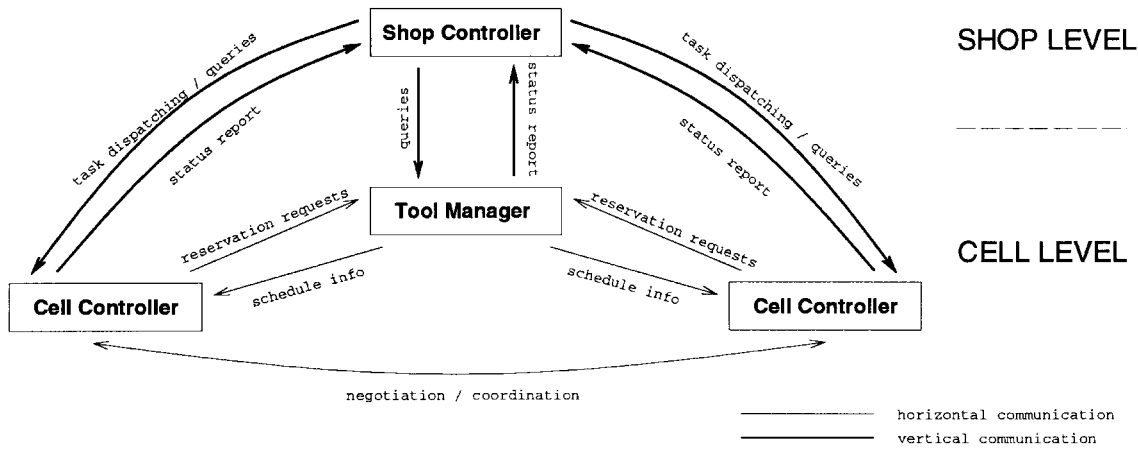 Shop Controller
SHOP LEVEL
task dispatching / queries
status report
queries
status report
task dispatching / queries
status report
Tool Manager
reservation requests
schedule info
reservation requests
schedule info
CELL LEVEL
Cell Controller
Cell Controller
negotiation / coordination
horizontal communication
vertical communication